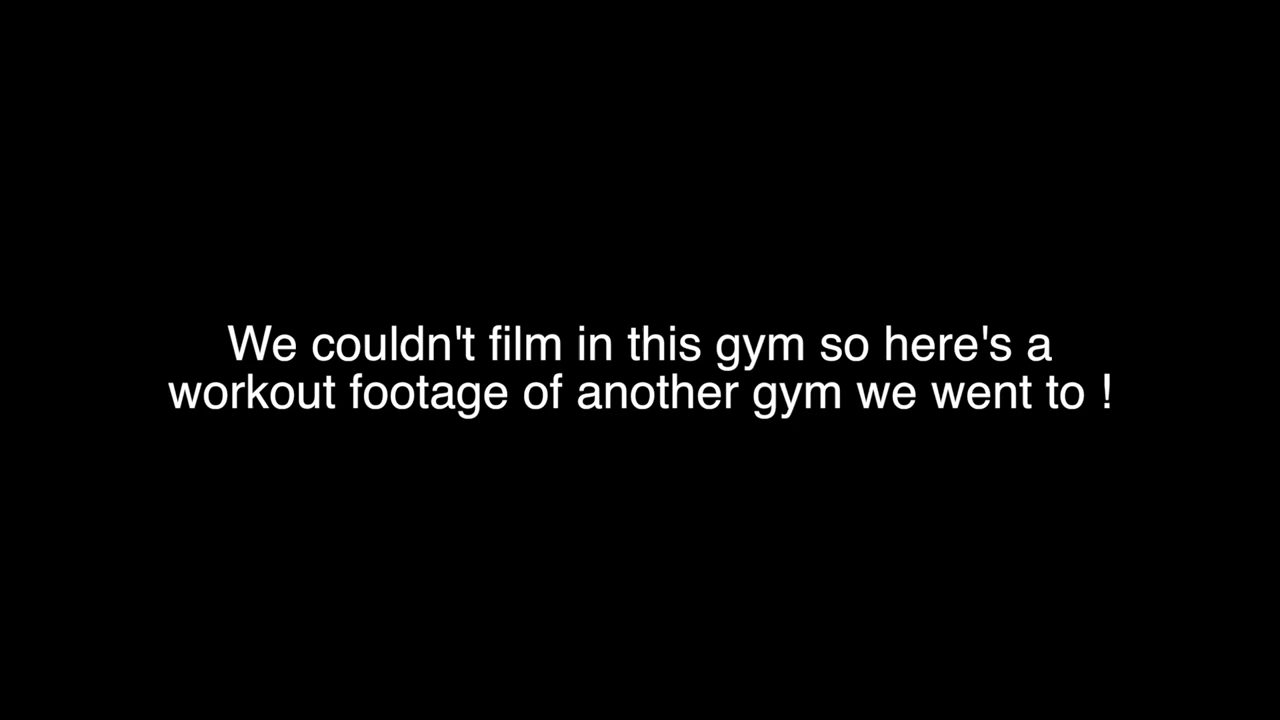 We couldn't film in this gym so here's a
workout footage of another gym we went to !